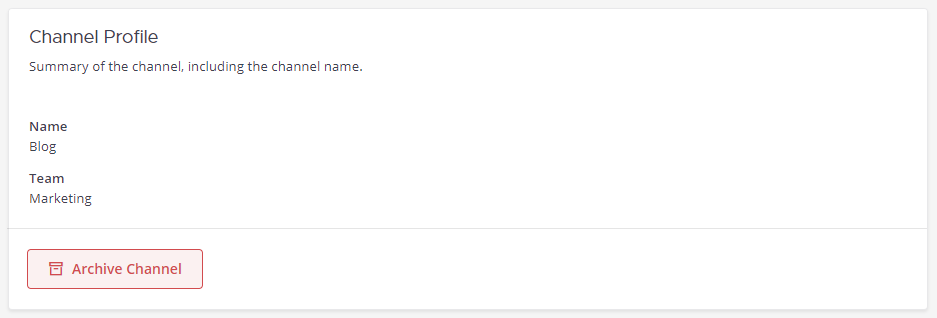 Channel Profile
Summary of the channel, including the channel name.
Name
Blog
Team
Marketing
Archive Channel